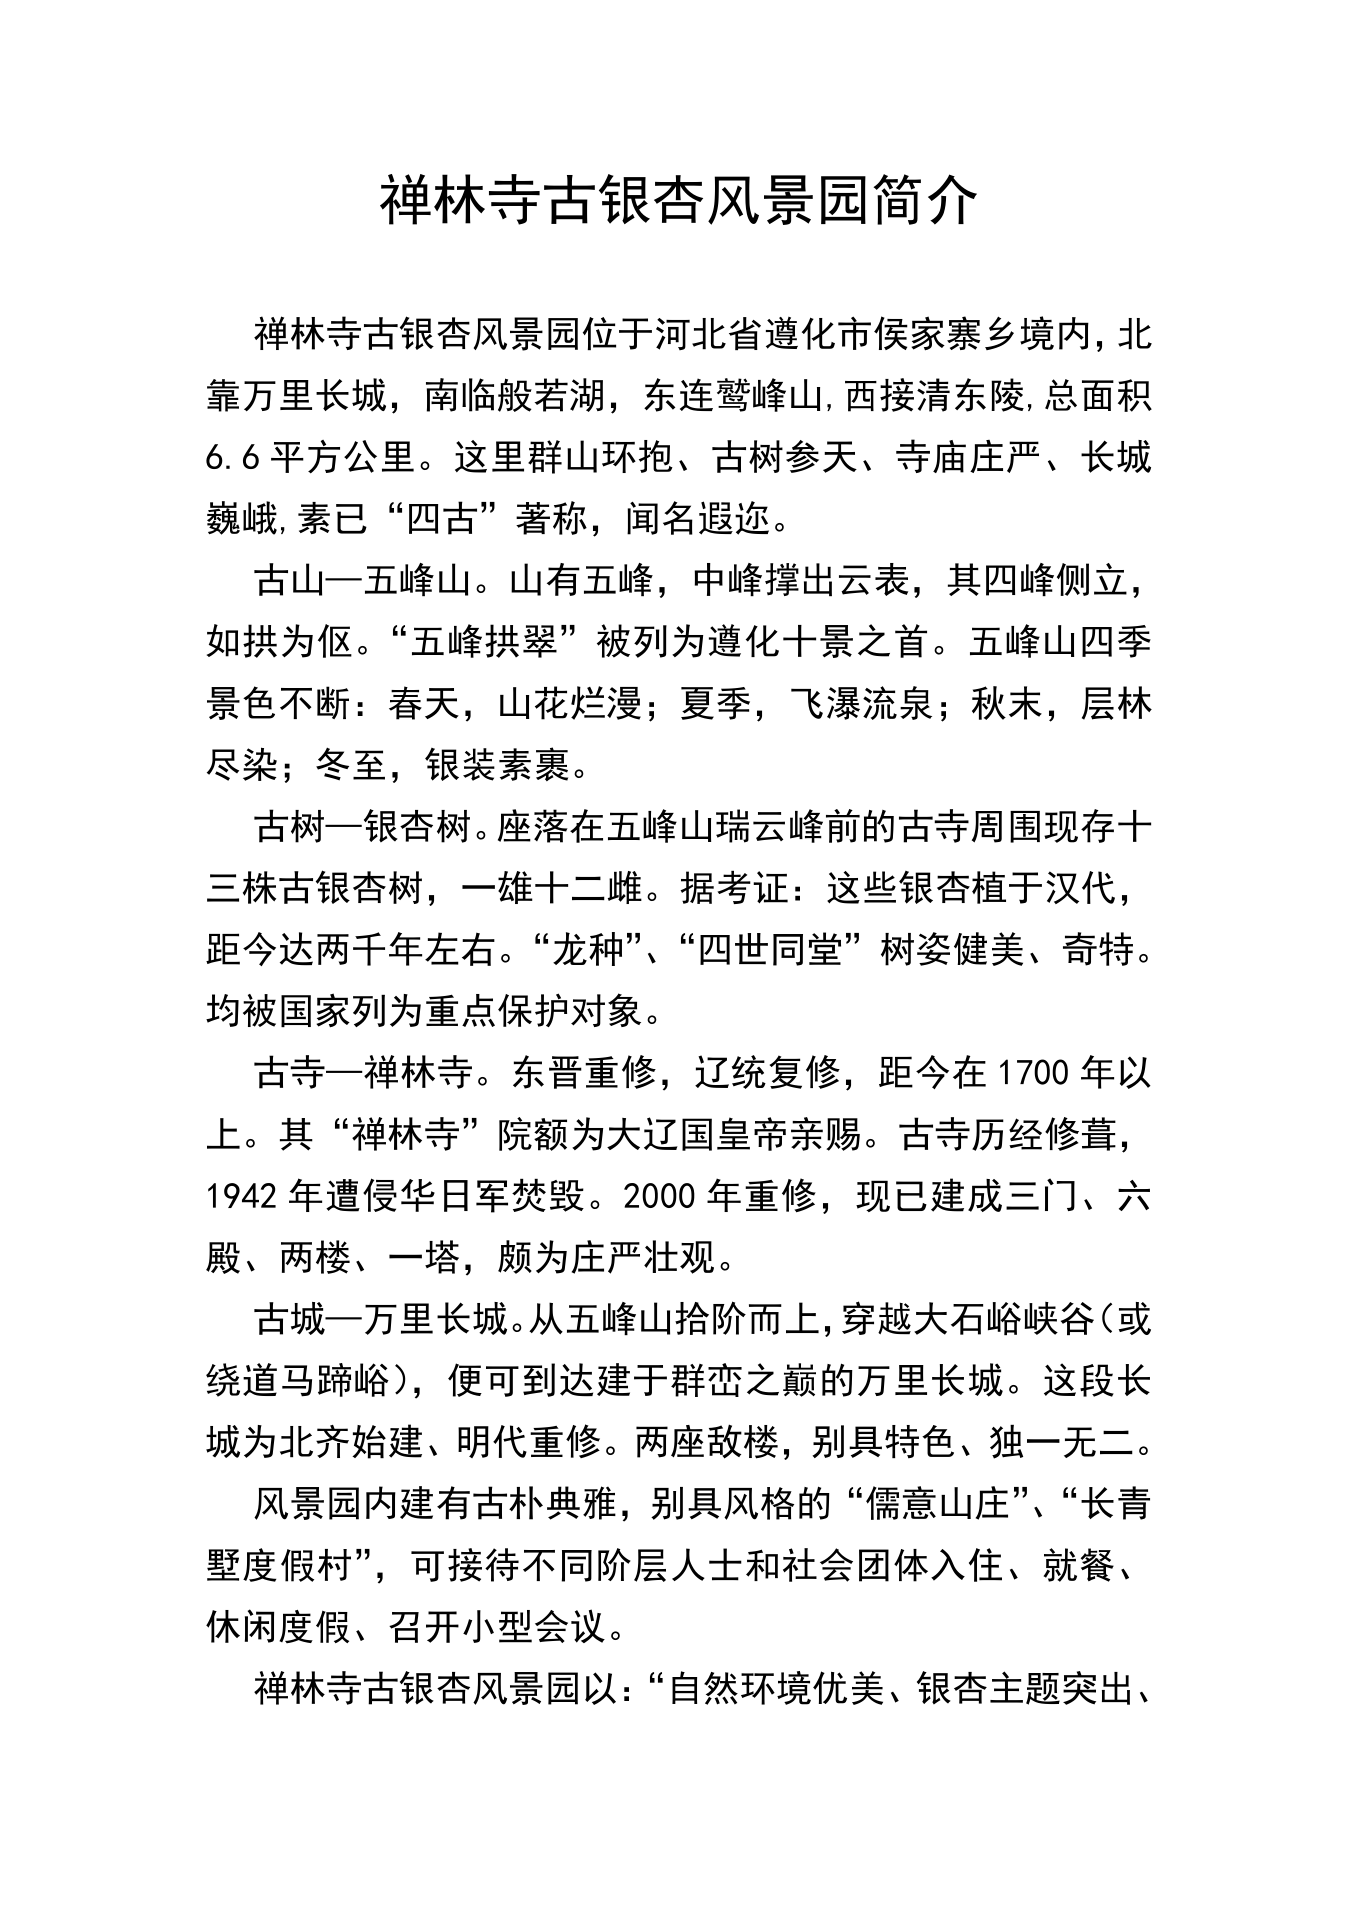 禅林寺古银杏风景园简介
禅林寺古银杏风景园位于河北省遵化市侯家寨乡境内，北
靠万里长城，南临般若湖，东连鹫峰山,西接清东陵,总面积
6.6平方公里。这里群山环抱、古树参天、寺庙庄严、长城
巍峨,素已“四古”著称，闻名遐迩。
古山—五峰山。山有五峰，中峰撑出云表，其四峰侧立，
如拱为伛。“五峰拱翠”被列为遵化十景之首。五峰山四季
景色不断：春天，山花烂漫；夏季，飞瀑流泉；秋末，层林
尽染；冬至，银装素裹。
古树—银杏树。座落在五峰山瑞云峰前的古寺周围现存十
三株古银杏树，一雄十二雌。据考证：这些银杏植于汉代，
距今达两千年左右。“龙种”、“四世同堂”树姿健美、奇特。
均被国家列为重点保护对象。
古寺—禅林寺。东晋重修，辽统复修，距今在1700年以
上。其“禅林寺”院额为大辽国皇帝亲赐。古寺历经修葺，
1942年遭侵华日军焚毁。2000年重修，现已建成三门、六
殿、两楼、一塔，颇为庄严壮观。
古城—万里长城。从五峰山拾阶而上，穿越大石峪峡谷（或
绕道马蹄峪），便可到达建于群峦之巅的万里长城。这段长
城为北齐始建、明代重修。两座敌楼，别具特色、独一无二。
风景园内建有古朴典雅，别具风格的“儒意山庄”、“长青
墅度假村”，可接待不同阶层人士和社会团体入住、就餐、
休闲度假、召开小型会议。
禅林寺古银杏风景园以：“自然环境优美、银杏主题突出、